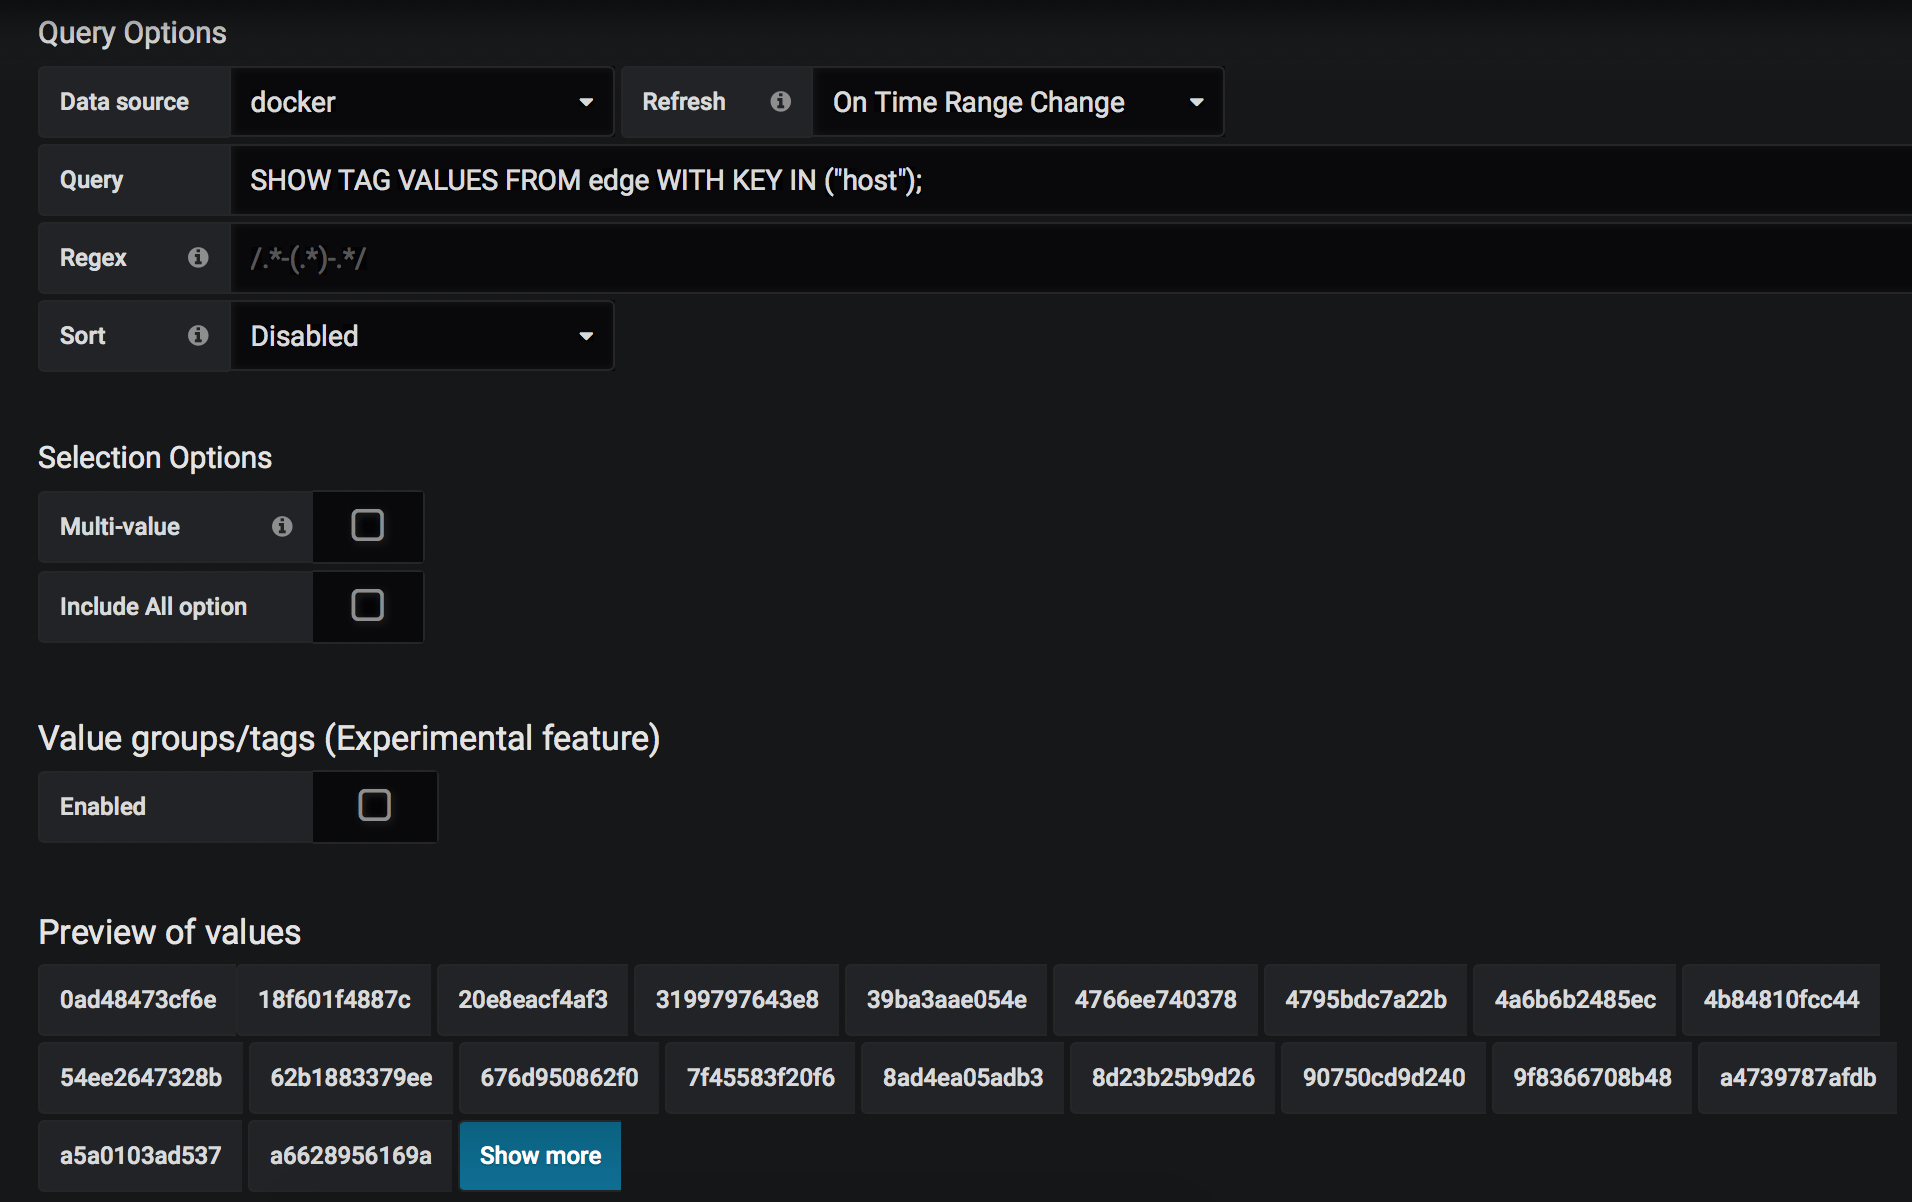 Query Options
Data source docker Refresh On Time Range Change
Query SHOW TAG VALUES FROM edge WITH KEY IN ("host");
Regex /.*-(.*)-.*/
Sort Disabled
Selection Options
Multi-value
Include All option
Value groups/tags (Experimental feature)
Enabled
Preview of values
0ad48473cf6e 18f601f4887c 20e8eacf4af3 3199797643e8 39ba3aae054e 4766ee740378 4795bdc7a22b 4a6b6b2485ec 4b84810fcc44
54ee2647328b 62b1883379ee 676d950862f0 7f45583f20f6 8ad4ea05adb3 8d23b25b9d26 90750cd9d240 9f8366708b48 a4739787afdb
a5a0103ad537 a6628956169a Show more